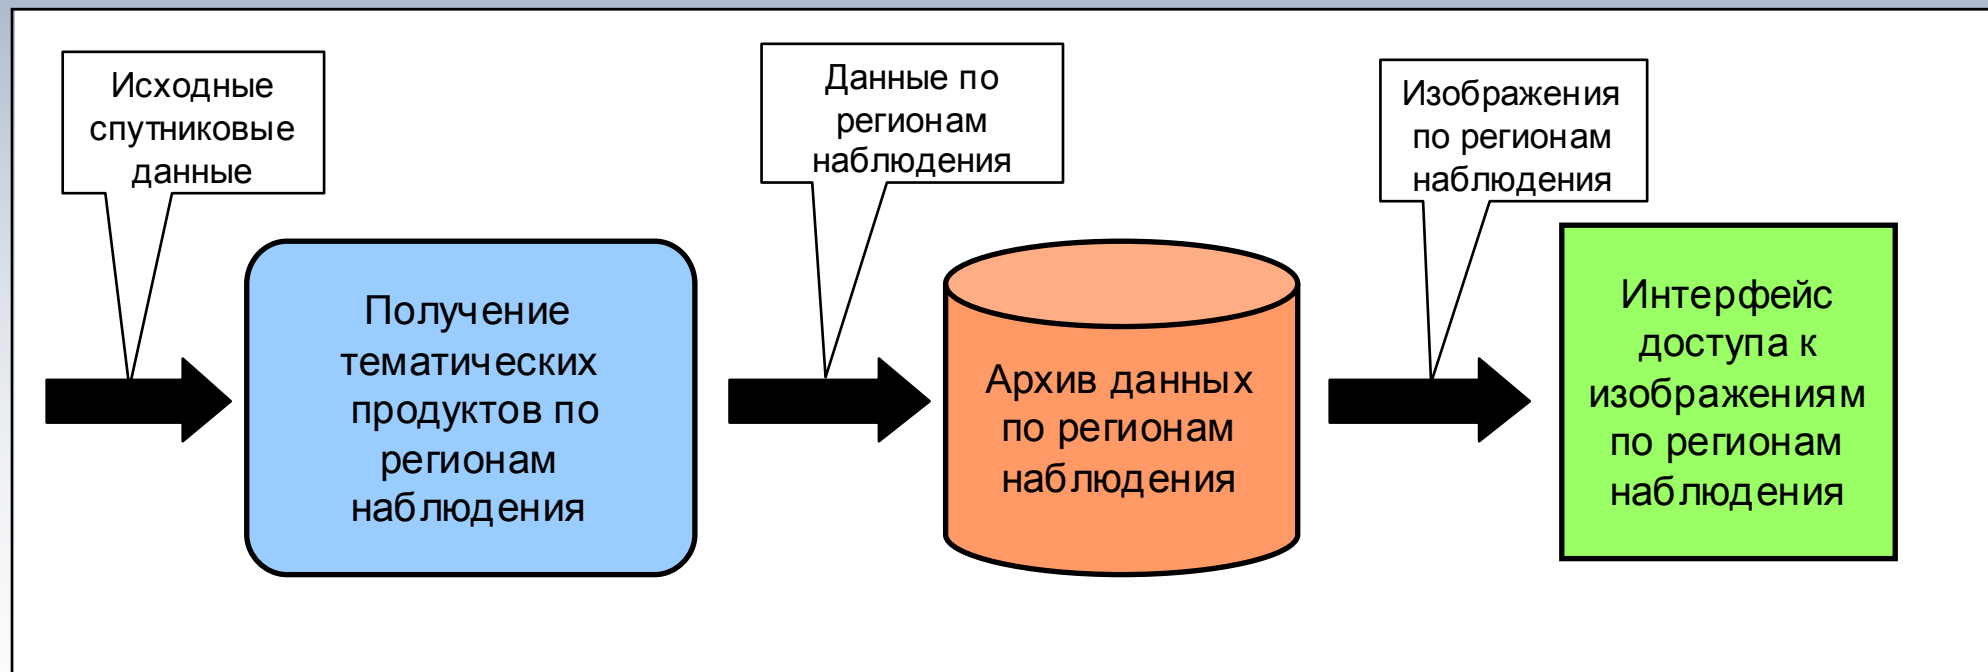 Исходные
спутниковые
данные
Данные по
регионам
наблюдения
Изображения
по регионам
наблюдения
Получение
тематических
продуктов по
регионам
наблюдения
Архив данных
по регионам
наблюдения
Интерфейс
доступа к
изображениям
по регионам
наблюдения